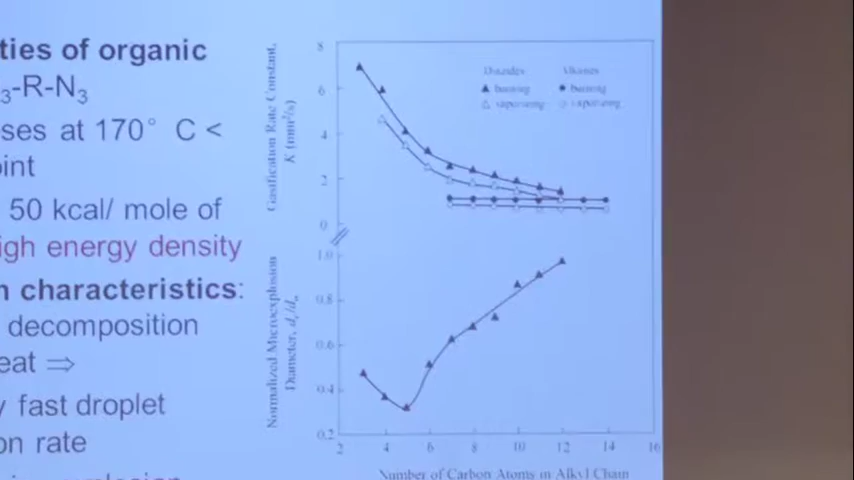 ties of organic
3-R-N3
ses at 170° C <
int
50 kcal/ mole of
igh energy density
n characteristics:
decomposition
eat ⇒
y fast droplet
on rate
Gasification Rate Constant,
K (mm²/s)
8
6
4
2
0
Diazides Alkanes
burning burning
vaporizing vaporizing
Normalized Microexplosion
Diameter,
1.0
0.8
0.6
0.4
0.2
2 4 6 8 10 12 14 16
Number of Carbon Atoms in Alkyl Chain